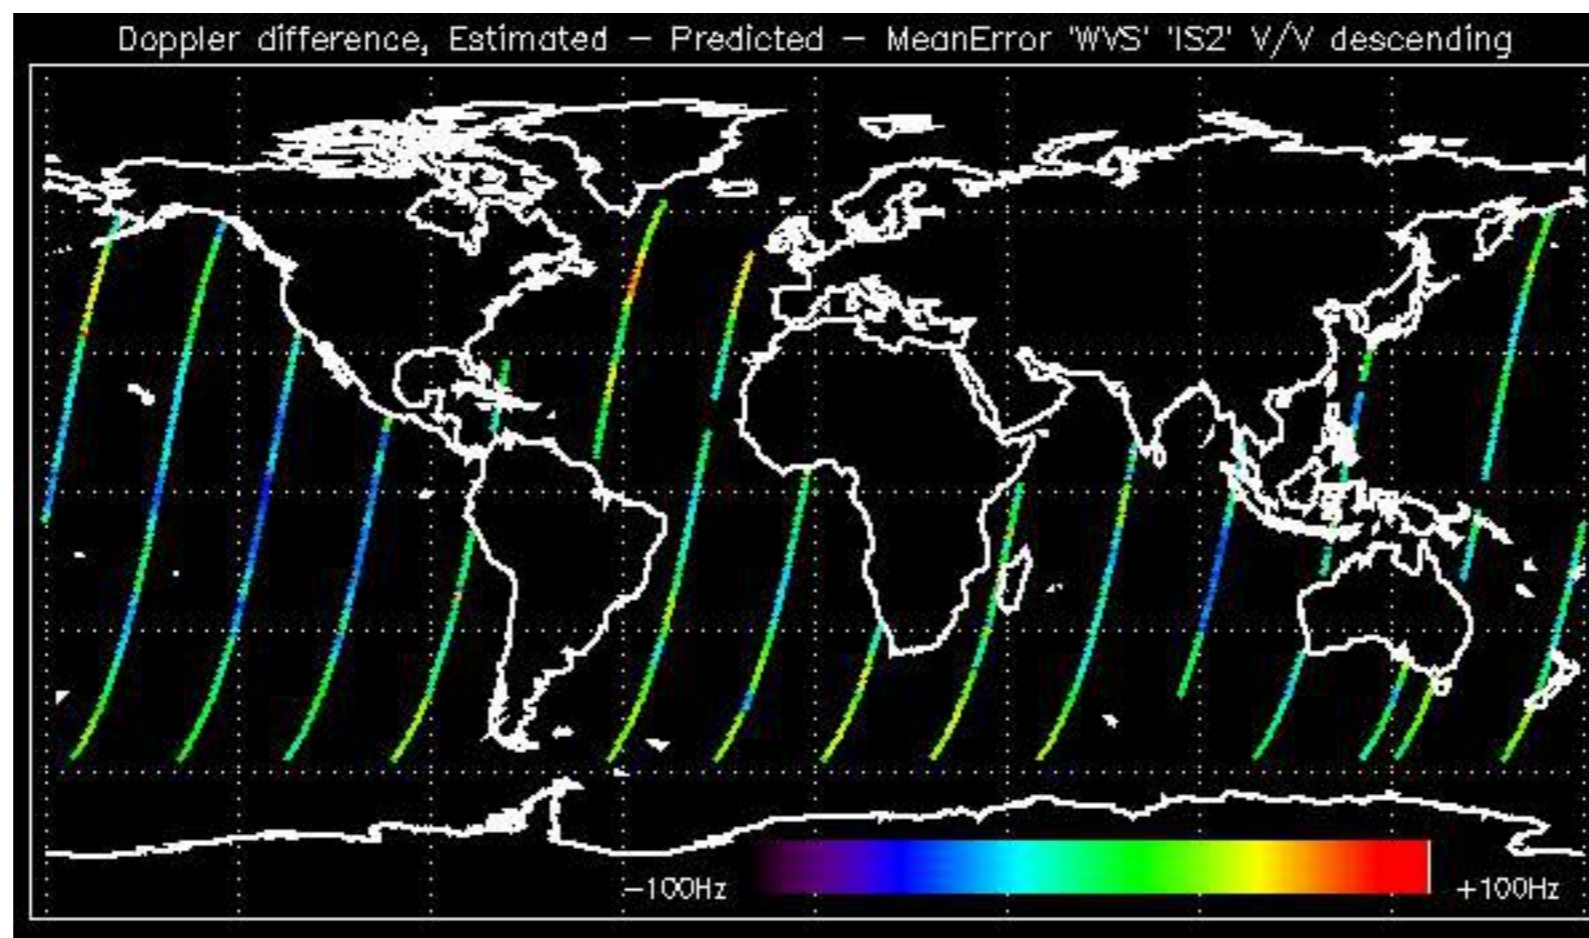 Doppler difference, Estimated – Predicted – MeanError 'WVS' 'IS2' V/V descending
–100Hz +100Hz